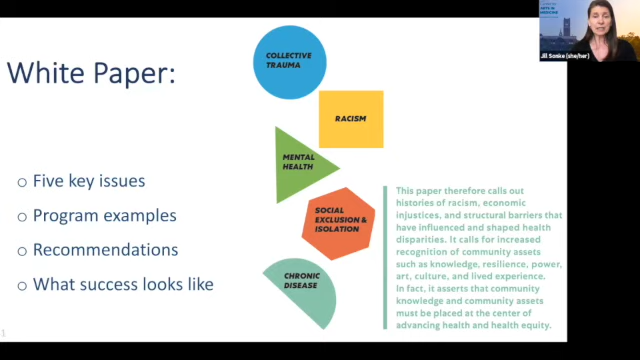 White Paper:
Five key issues
Program examples
Recommendations
What success looks like
COLLECTIVE
TRAUMA
RACISM
MENTAL
HEALTH
SOCIAL
EXCLUSION &
ISOLATION
CHRONIC
DISEASE
This paper therefore calls out
histories of racism, economic
injustices, and structural barriers that
have influenced and shaped health
disparities. It calls for increased
recognition of community assets
such as knowledge, resilience, power,
art, culture, and lived experience.
In fact, it asserts that community
knowledge and community assets
must be placed at the center of
advancing health and health equity.
Jill Sonke (she/her)